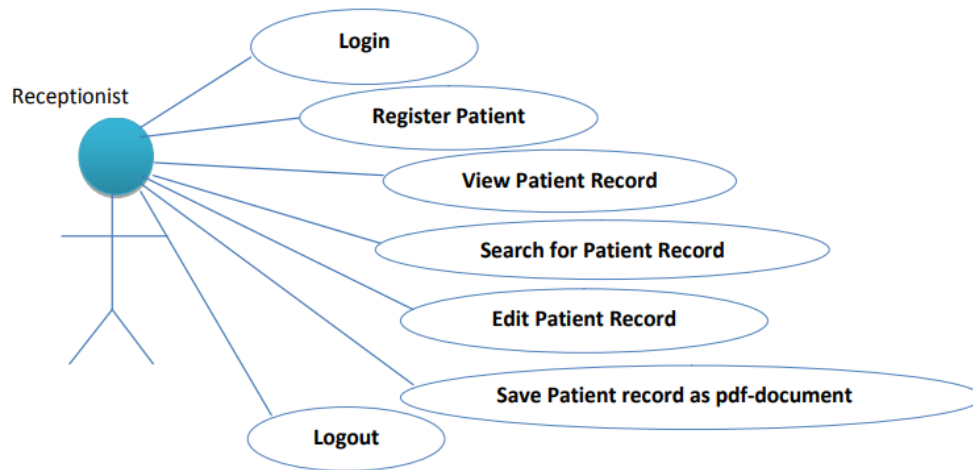 Login
Receptionist
Register Patient
View Patient Record
Search for Patient Record
Edit Patient Record
Save Patient record as pdf-document
Logout